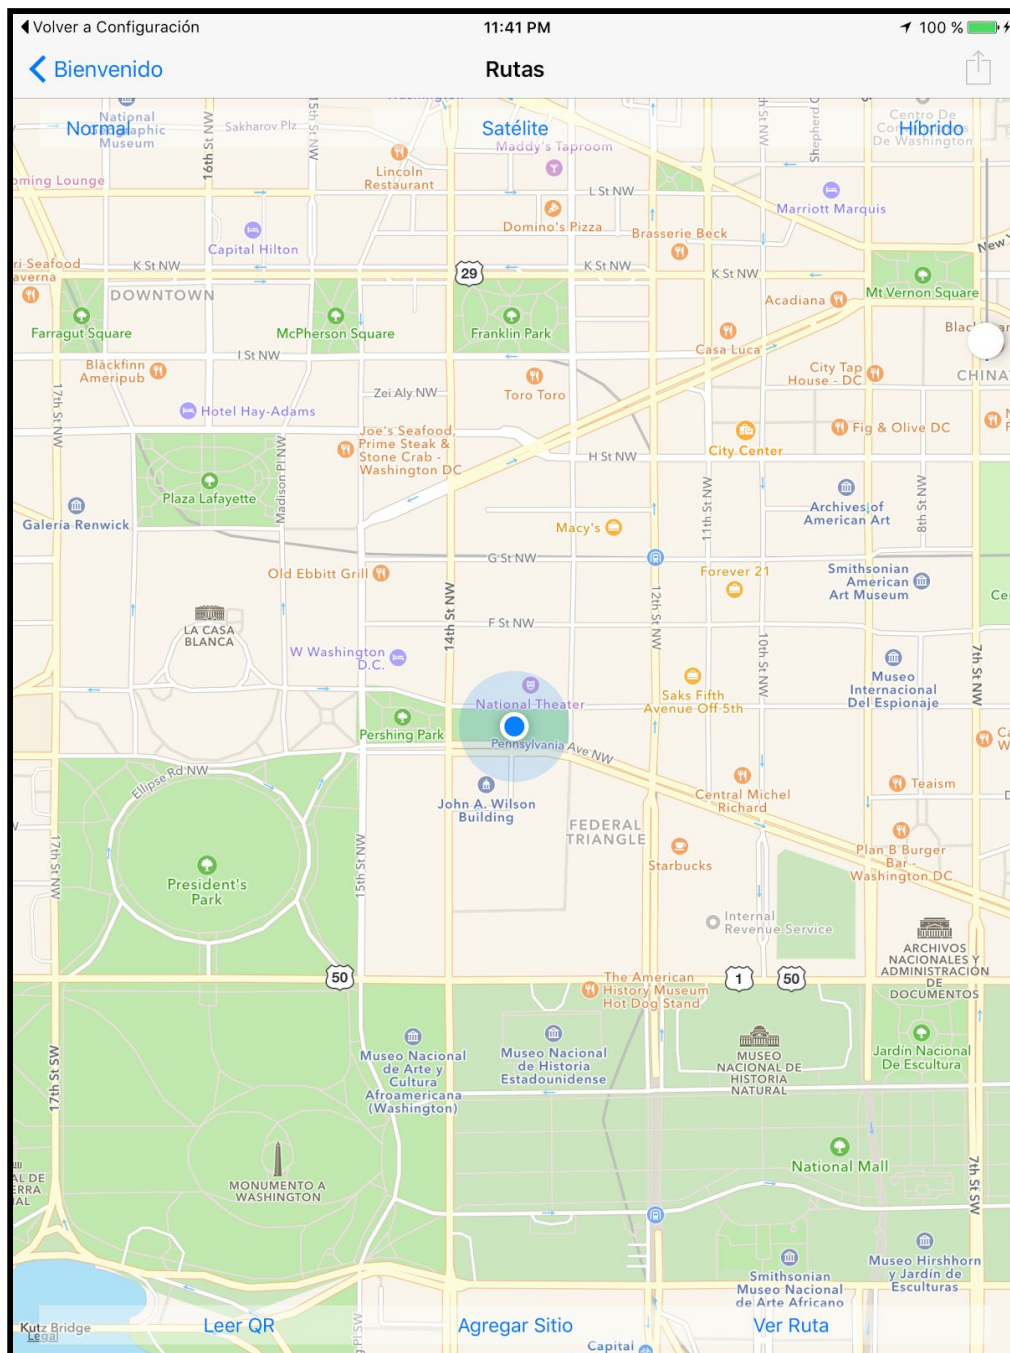 Volver a Configuración
11:41 PM
100 %
Bienvenido
Rutas
Normal
Satélite
Híbrido
National
Geographic
Museum
Sakharov Plz
16th St NW
15th St NW
Maddy's Taproom
Lincoln
Restaurant
Centro De
De Washington
L St NW
Marriott Marquis
Domino's Pizza
Brasserie Beck
Capital Hilton
K St NW
29
K St NW
K St NW
DOWNTOWN
Acadiana
Mt Vernon Square
Farragut Square
McPherson Square
Franklin Park
Casa Luca
I St NW
Blackfinn
Ameripub
City Tap
House - DC
17th St NW
Zei Aly NW
Toro Toro
Hotel Hay-Adams
Joe's Seafood,
Prime Steak &
Stone Crab -
Washington DC
Fig & Olive DC
City Center
H St NW
Madison Pl NW
Plaza Lafayette
Galería Renwick
Archives of
American Art
11th St NW
8th St NW
Macy's
G St NW
Old Ebbitt Grill
Forever 21
Smithsonian
American
Art Museum
14th St NW
12th St NW
F St NW
LA CASA
BLANCA
W Washington
D.C.
10th St NW
7th St NW
Museo
Internacional
Del Espionaje
National Theater
Saks Fifth
Avenue Off 5th
Pershing Park
Pennsylvania Ave NW
Ellipse Rd NW
John A. Wilson
Building
Central Michel
Richard
Teaism
FEDERAL
TRIANGLE
17th St NW
15th St NW
President's
Park
Starbucks
Plan B Burger
Bar -
Washington DC
Internal
Revenue Service
ARCHIVOS
NACIONALES Y
ADMINISTRACIÓN
DE
DOCUMENTOS
50
1
50
The American
History Museum
Hot Dog Stand
17th St SW
Museo Nacional
de Arte y
Cultura
Afroamericana
(Washington)
Museo Nacional
de Historia
Estadounidense
MUSEO
NACIONAL DE
HISTORIA
NATURAL
Jardín Nacional
De Escultura
National Mall
MONUMENTO A
WASHINGTON
7th St SW
Smithsonian
Museo Nacional
de Arte Africano
Museo Hirshhorn
y Jardín de
Esculturas
Kutz Bridge
Legal
Leer QR
Agregar Sitio
Ver Ruta
Capital